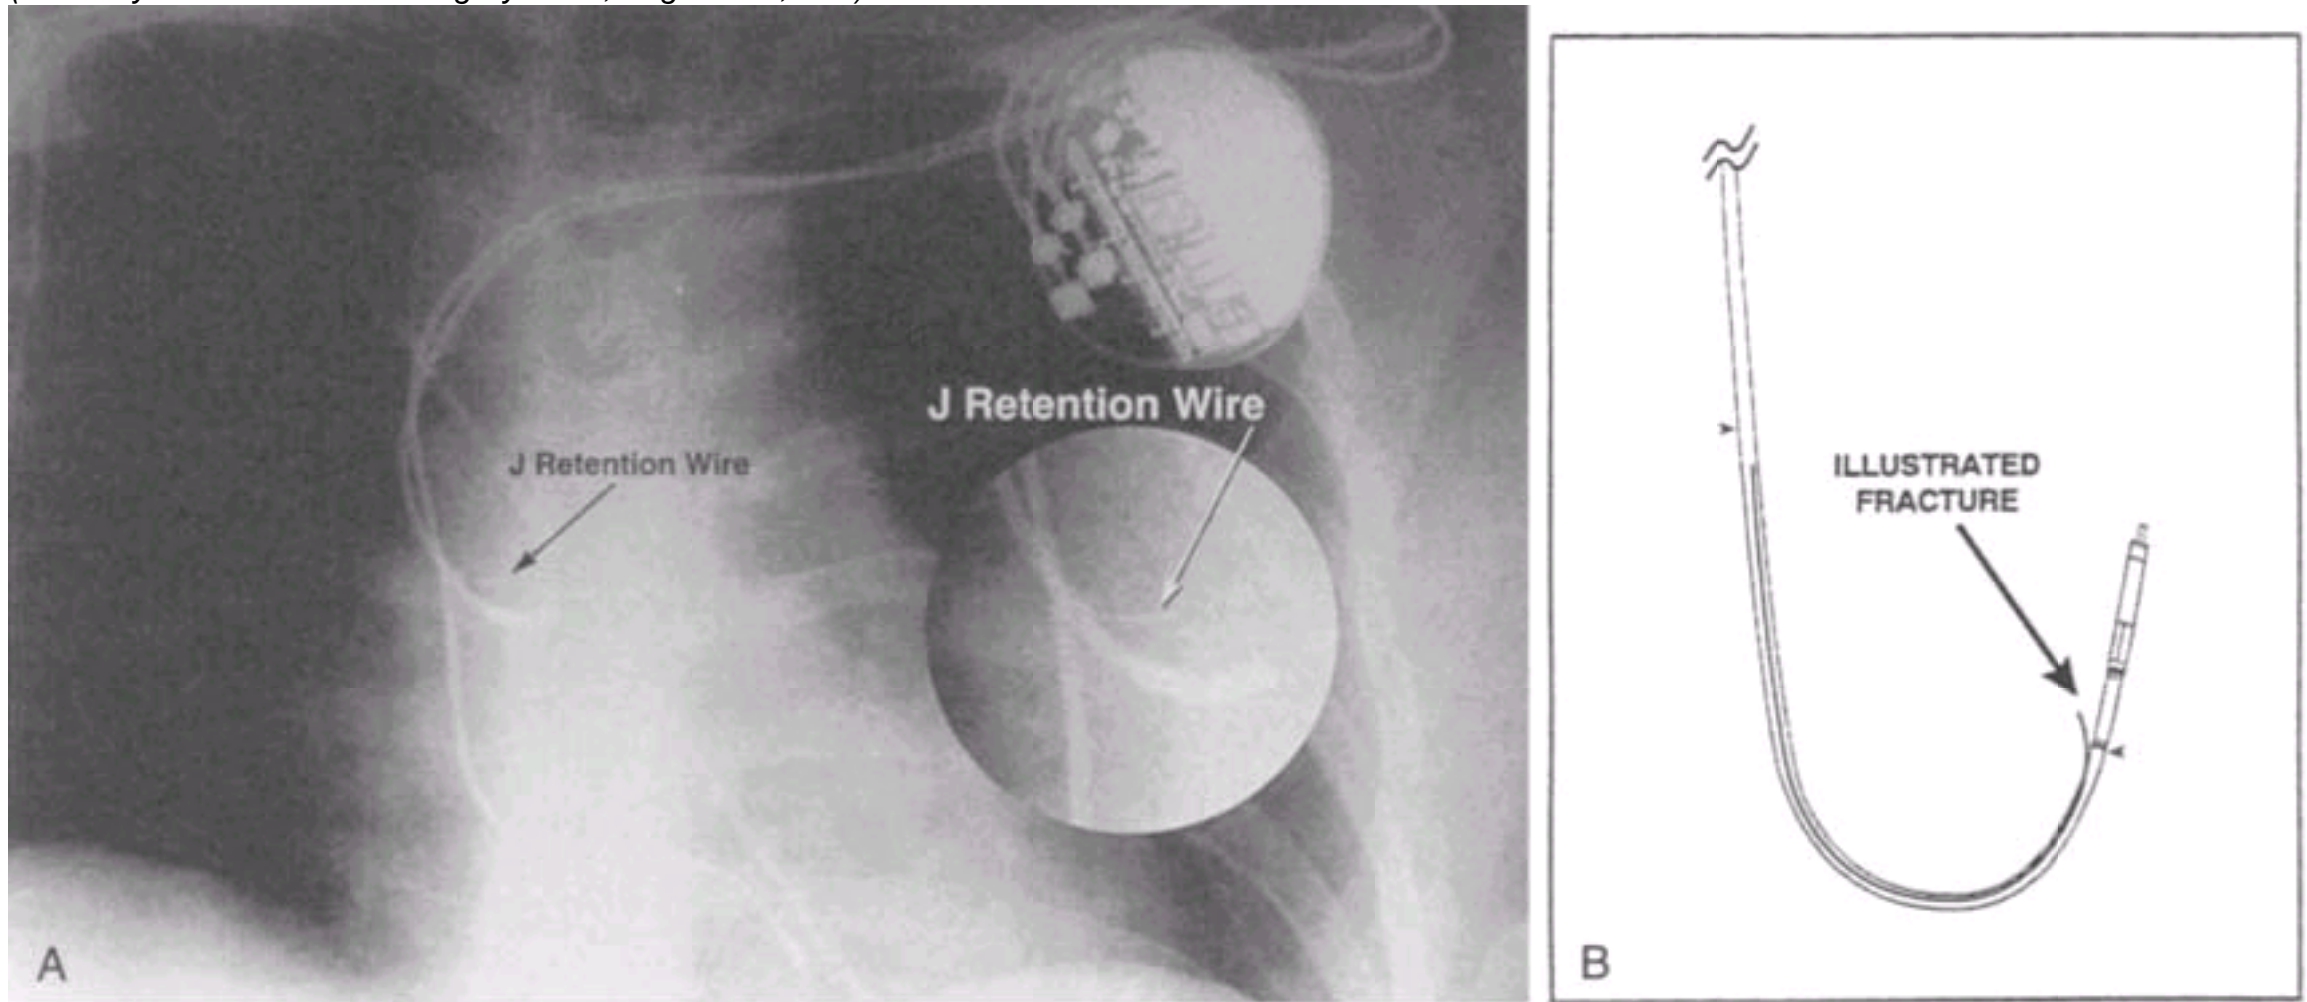 J Retention Wire
J Retention Wire
A
ILLUSTRATED
FRACTURE
B